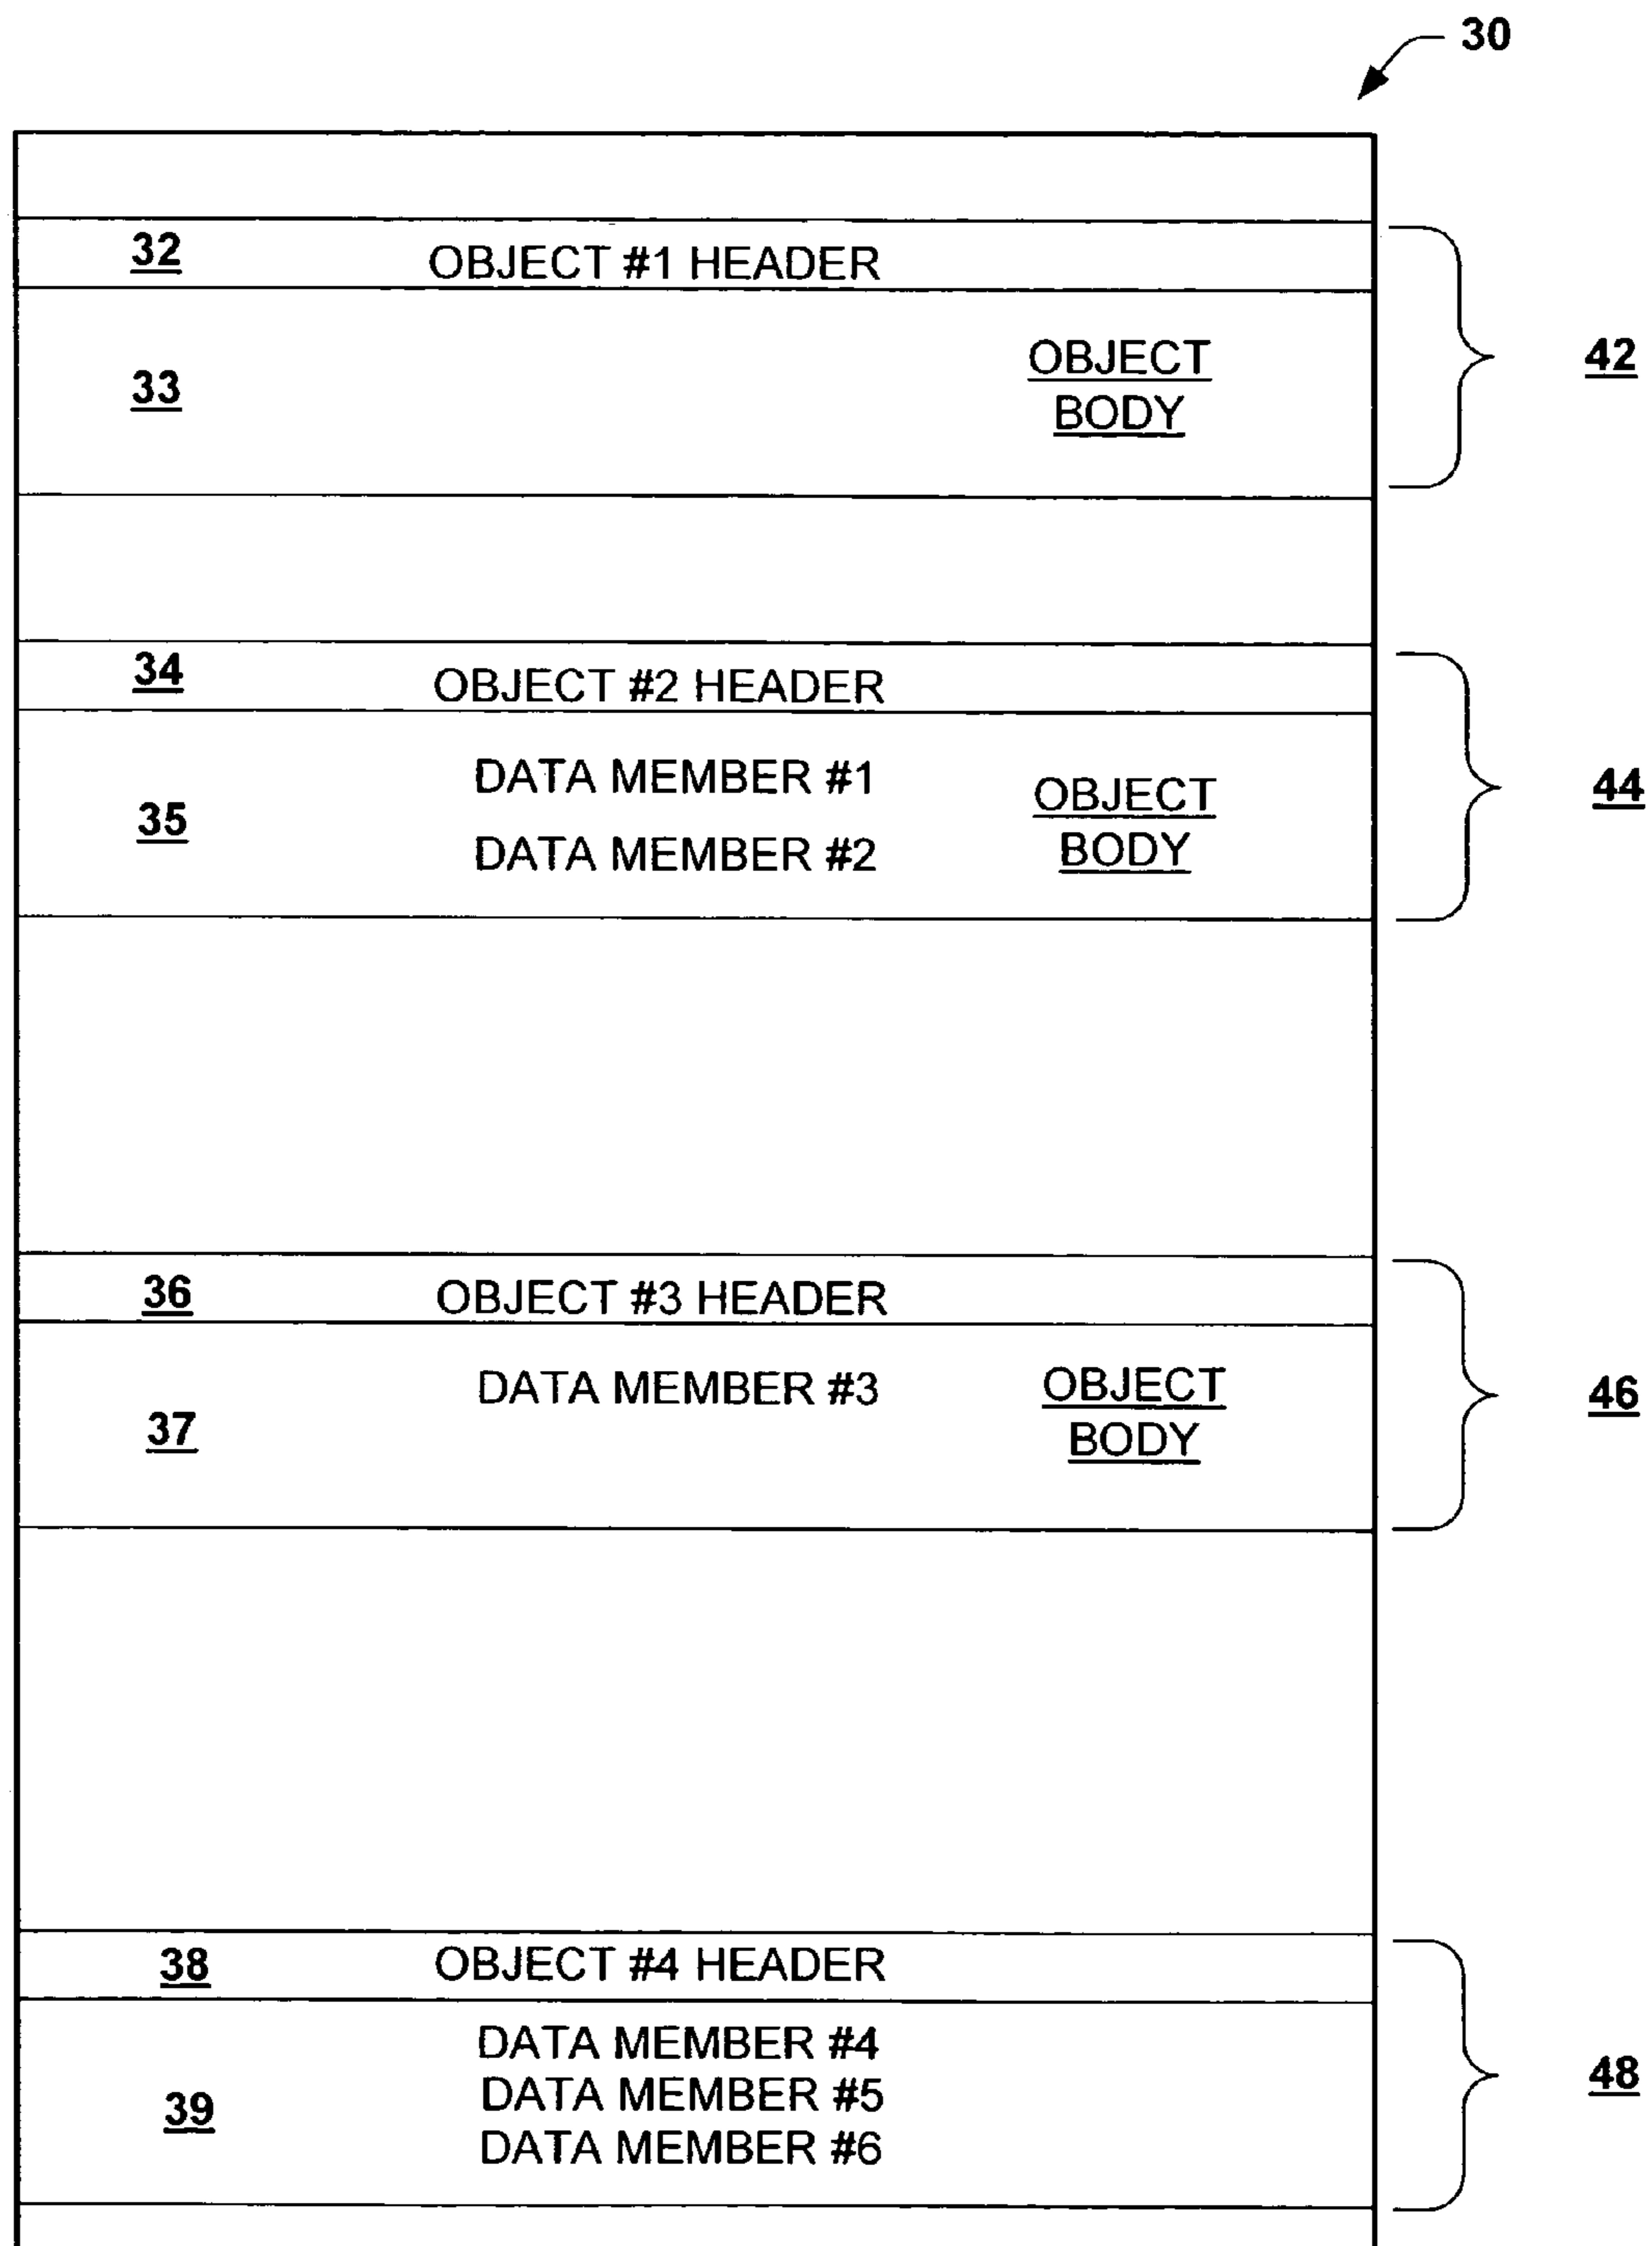 30
32 OBJECT #1 HEADER
33 OBJECT
BODY
42
34 OBJECT #2 HEADER
DATA MEMBER #1
DATA MEMBER #2
35
OBJECT
BODY
44
36 OBJECT #3 HEADER
DATA MEMBER #3
37
OBJECT
BODY
46
38 OBJECT #4 HEADER
DATA MEMBER #4
DATA MEMBER #5
DATA MEMBER #6
39
48